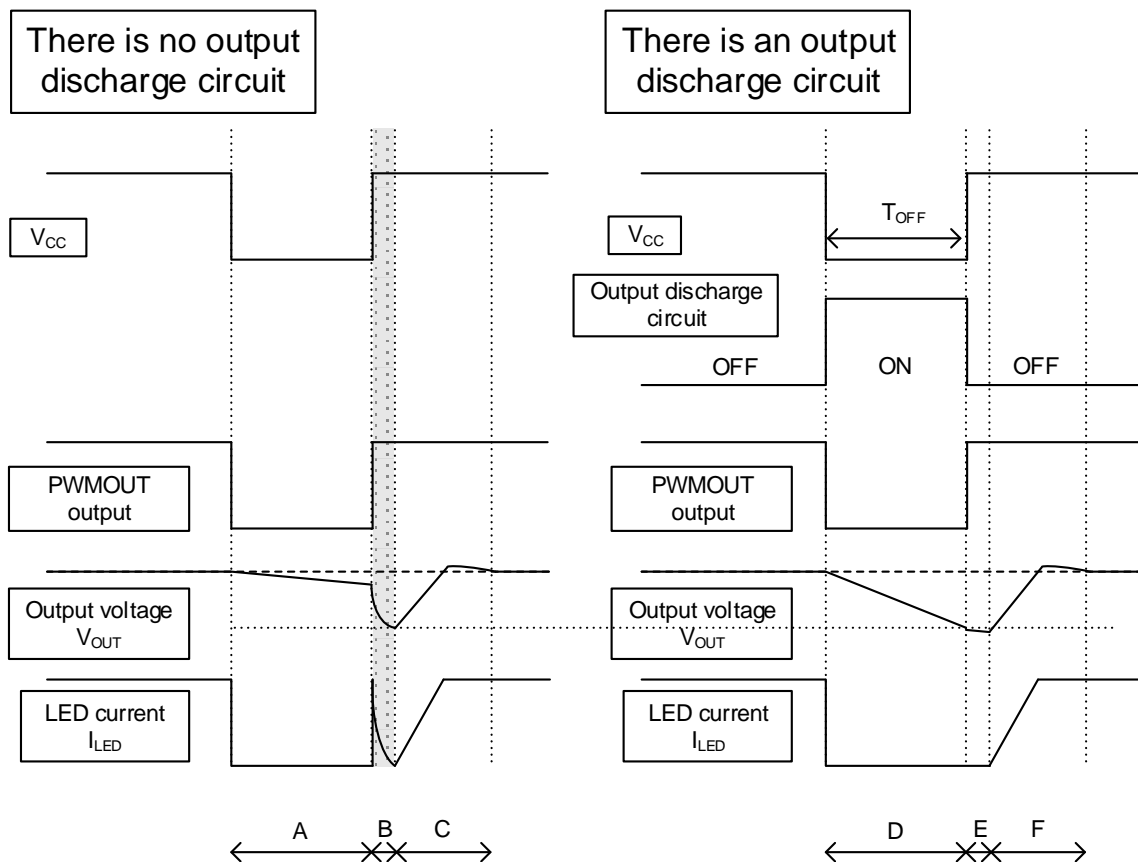 There is no output
discharge circuit
There is an output
discharge circuit
VCC
TOFF
VCC
Output discharge
circuit
OFF
ON
OFF
PWMOUT
output
PWMOUT
output
Output voltage
VOUT
Output voltage
VOUT
LED current
ILED
LED current
ILED
A
B
C
D
E
F